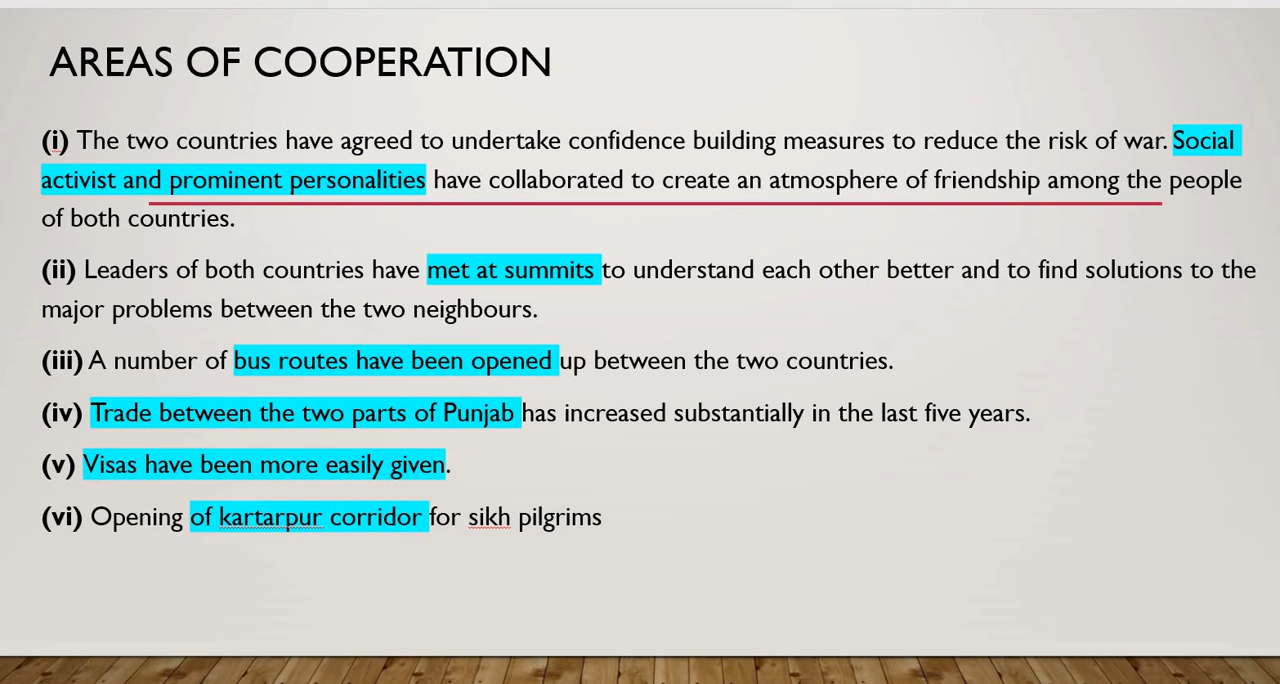 AREAS OF COOPERATION
(i) The two countries have agreed to undertake confidence building measures to reduce the risk of war. Social
activist and prominent personalities have collaborated to create an atmosphere of friendship among the people
of both countries.
(ii) Leaders of both countries have met at summits to understand each other better and to find solutions to the
major problems between the two neighbours.
(iii) A number of bus routes have been opened up between the two countries.
(iv) Trade between the two parts of Punjab has increased substantially in the last five years.
(v) Visas have been more easily given.
(vi) Opening of kartarpur corridor for sikh pilgrims